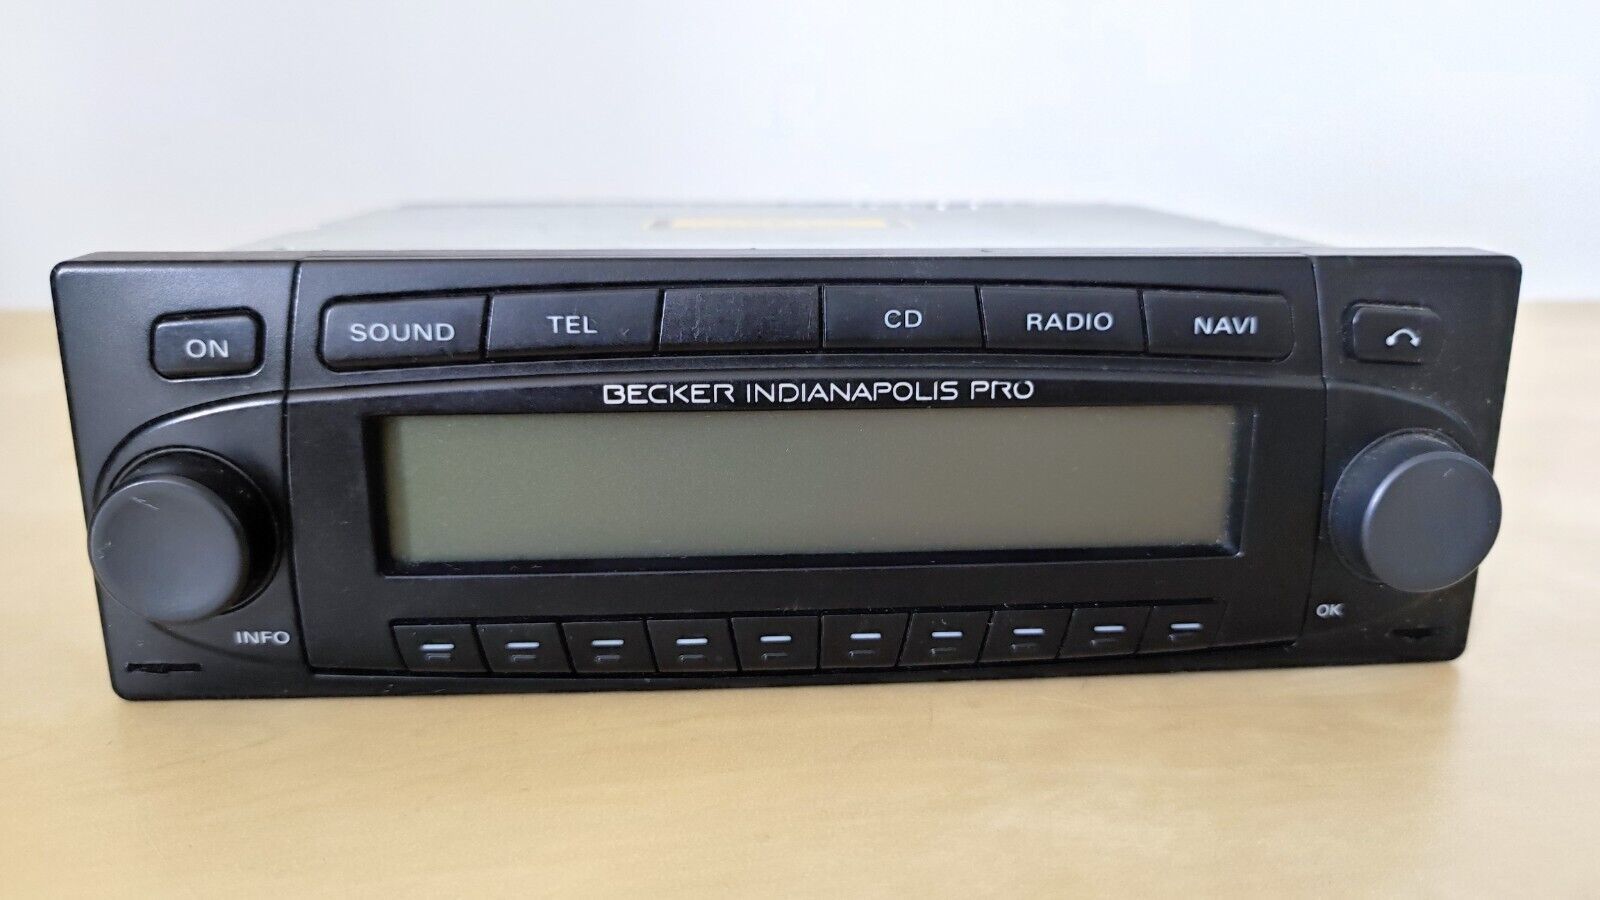 ON
SOUND
TEL
CD
RADIO
NAVI
BECKER INDIANAPOLIS PRO
INFO
OK